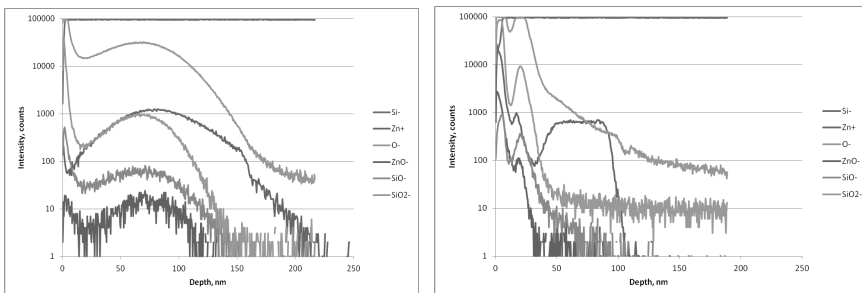 100000
10000
1000
100
10
1
Intensity, counts
0
50
100
150
200
250
Depth, nm
Si-
Zn+
O-
ZnO-
SiO-
SiO2-
100000
10000
1000
100
10
1
Intensity, counts
0
50
100
150
200
250
Depth, nm
Si-
Zn+
O-
ZnO-
SiO-
SiO2-